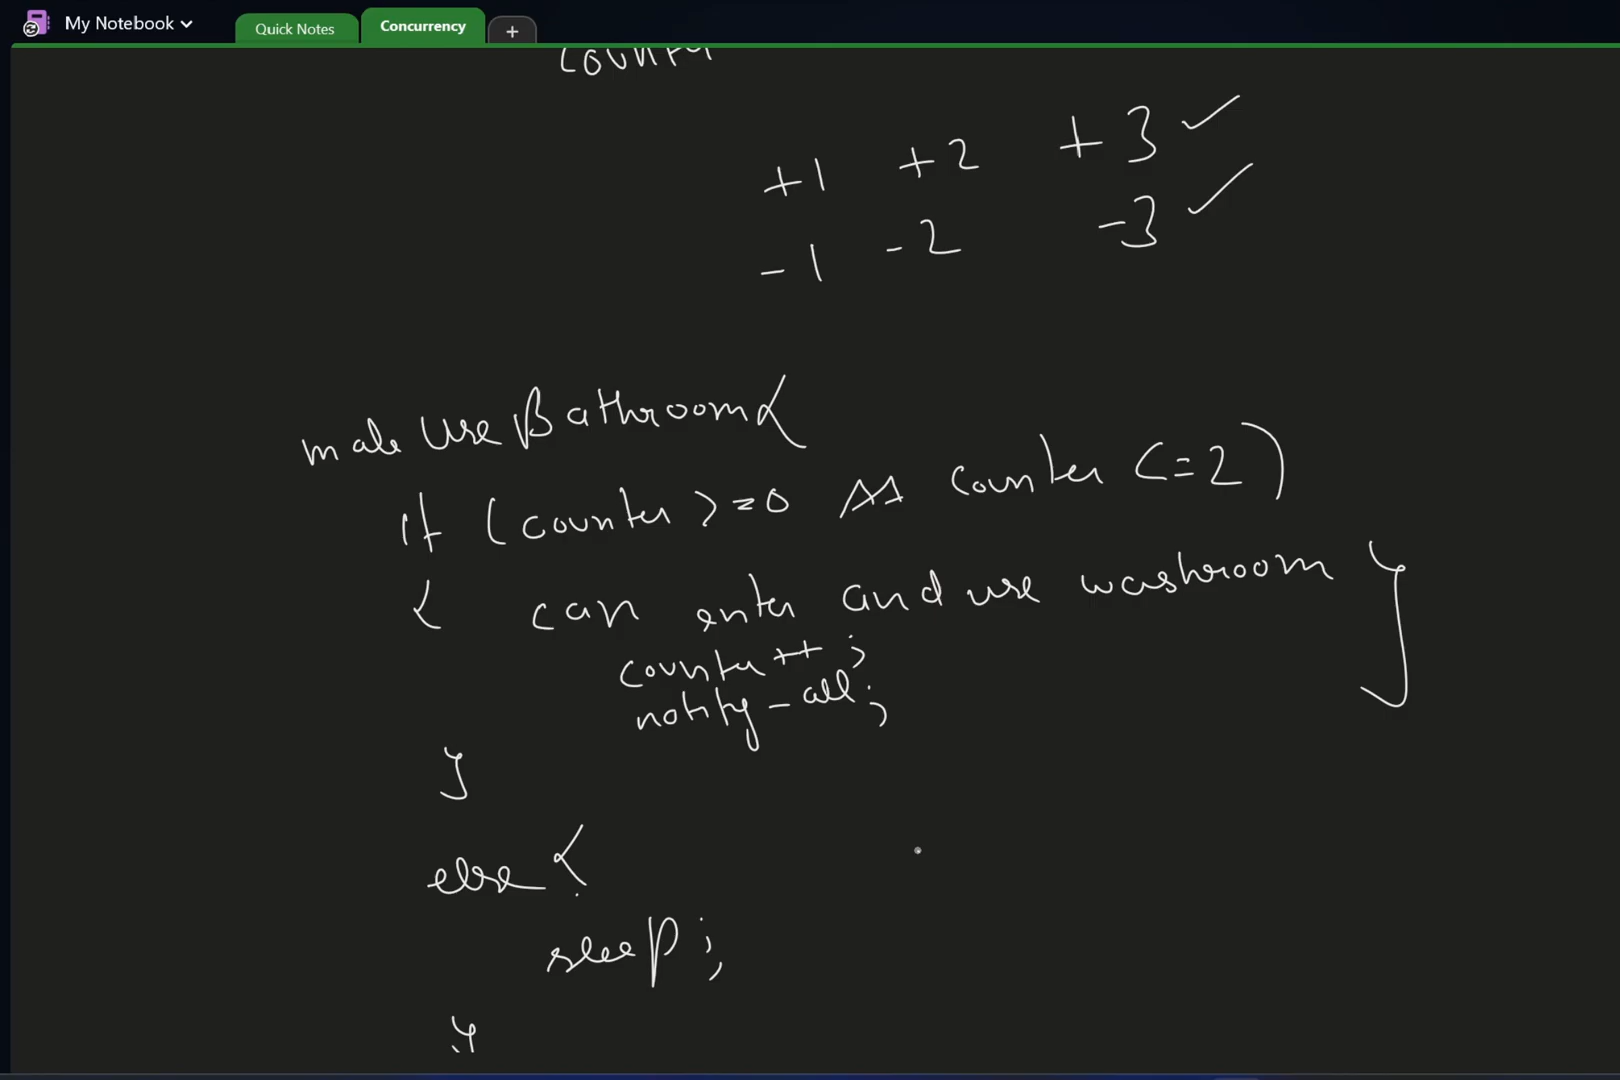 My Notebook
Quick Notes
Concurrency
+
counter
+1 +2 +3 ✓
-1 -2 -3 ✓
male Use Bathroom {
if (counter >=0 && counter <=2)
{ can enter and use washroom }
counter ++ ;
notify-all;
}
else {
sleep ;
}